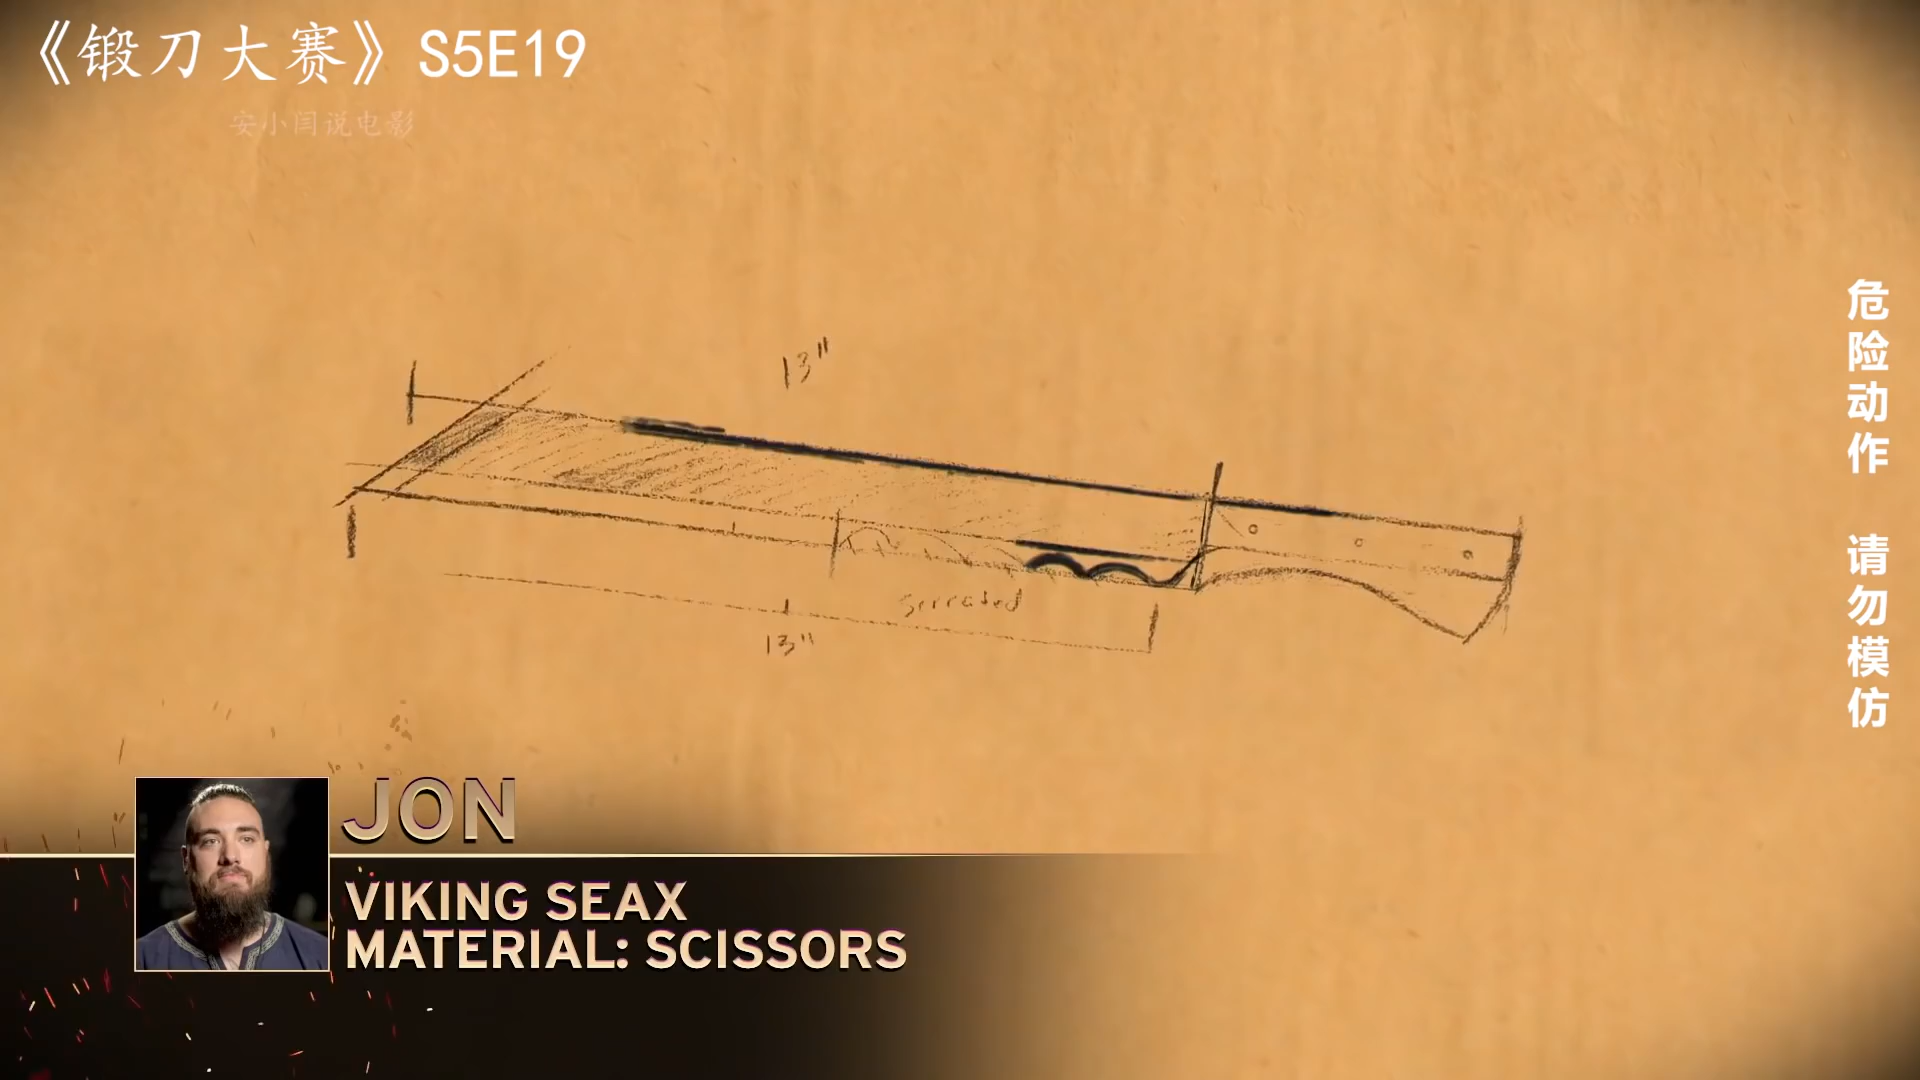 《锻刀大赛》S5E19
安小闫说电影
13"
serrated
13"
危险动作 请勿模仿
JON
VIKING SEAX
MATERIAL: SCISSORS